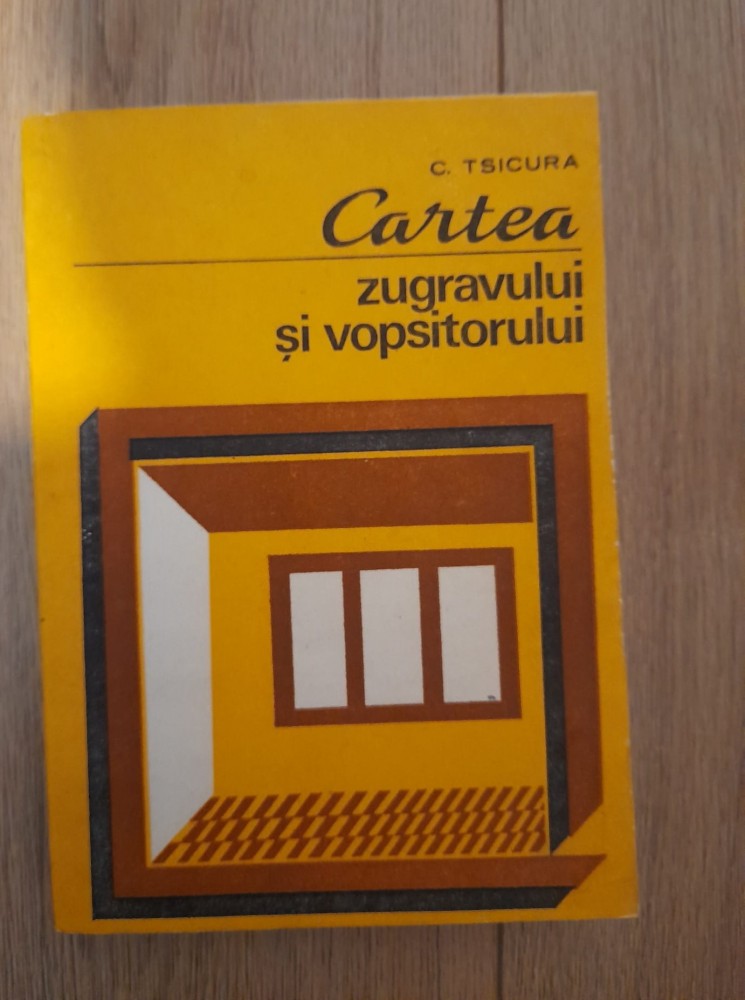 C. TSICURA
Cartea
zugravului
și vopsitorului